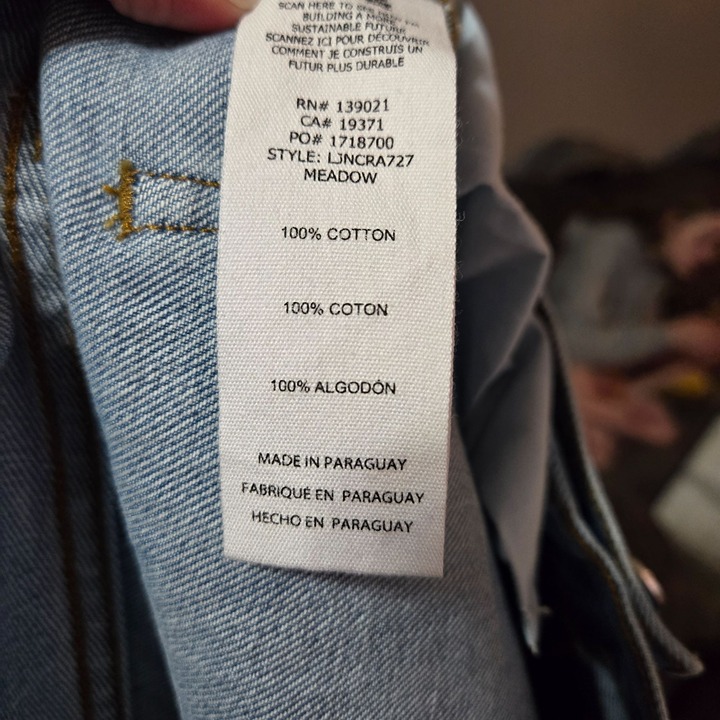 SCAN HERE TO
BUILDING A MORE
SUSTAINABLE FUTURE
SCANNEZ ICI POUR DÉCOUVRIR
COMMENT JE CONSTRUIS UN
FUTUR PLUS DURABLE
RN# 139021
CA# 19371
PO# 1718700
STYLE: LJNCRA727
MEADOW
100% COTTON
100% COTON
100% ALGODÓN
MADE IN PARAGUAY
FABRIQUÉ EN PARAGUAY
HECHO EN PARAGUAY